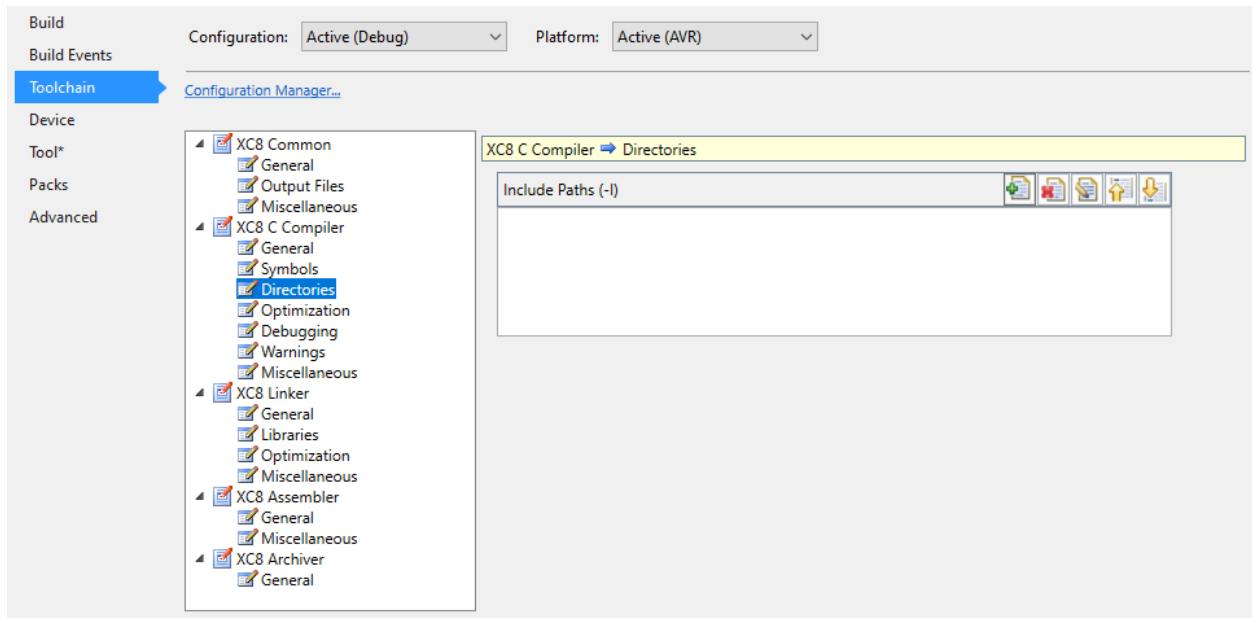 Build
Build Events
Toolchain
Device
Tool*
Packs
Advanced
Configuration: Active (Debug) Platform: Active (AVR)
Configuration Manager...
XC8 Common
General
Output Files
Miscellaneous
XC8 C Compiler
General
Symbols
Directories
Optimization
Debugging
Warnings
Miscellaneous
XC8 Linker
General
Libraries
Optimization
Miscellaneous
XC8 Assembler
General
Miscellaneous
XC8 Archiver
General
XC8 C Compiler Directories
Include Paths (-I)